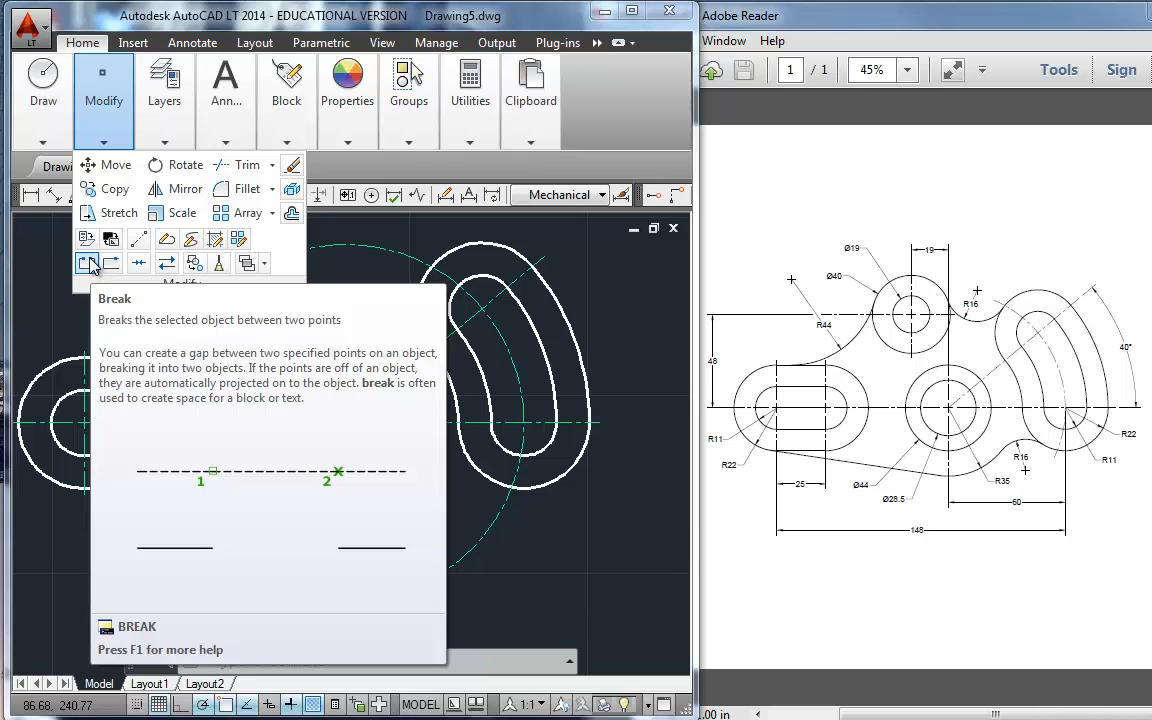 Autodesk AutoCAD LT 2014 - EDUCATIONAL VERSION Drawing5.dwg
Adobe Reader
LT
Home Insert Annotate Layout Parametric View Manage Output Plug-ins
Window Help
1 / 1 45% Tools Sign
Draw Modify Layers Ann... Block Properties Groups Utilities Clipboard
Move Rotate Trim
Copy Mirror Fillet
Mechanical
Stretch Scale Array
Break
Breaks the selected object between two points
You can create a gap between two specified points on an object,
breaking it into two objects. If the points are off of an object,
they are automatically projected on to the object. break is often
used to create space for a block or text.
1 2
BREAK
Press F1 for more help
Model Layout1 Layout2
86.68, 240.77 MODEL 1:1
Ø19
19
Ø40
R16
R44
40°
48
R11
R22
R22
R16
R11
25
Ø44
R35
Ø28.5
60
148
.00 in